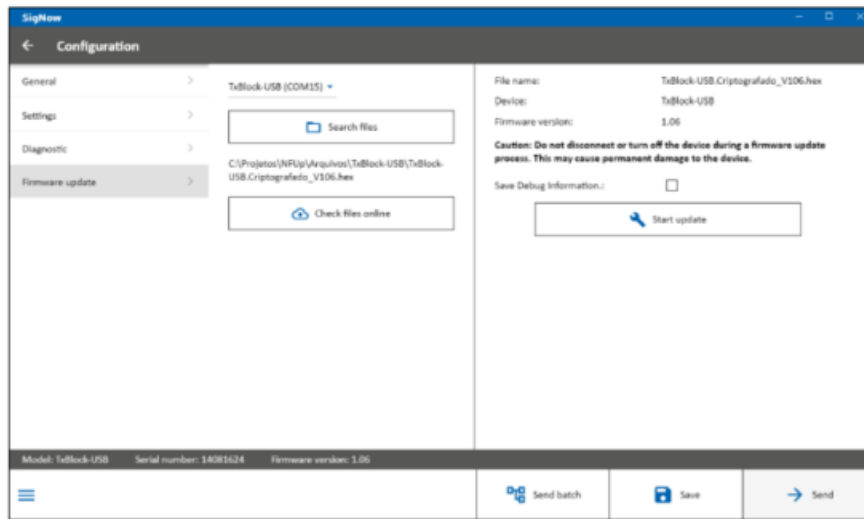 SigNow
Configuration
General
Settings
Diagnostic
Firmware update
TxBlock-USB (COM15)
Search files
C:\Projetos\NFUp\Arquivos\TxBlock-USB\TxBlock-
USB.Criptografado_V106.hex
Check files online
File name: TxBlock-USB.Criptografado_V106.hex
Device: TxBlock-USB
Firmware version: 1.06
Caution: Do not disconnect or turn off the device during a firmware update
process. This may cause permanent damage to the device.
Save Debug Information.:
Start update
Model: TxBlock-USB Serial number: 14081624 Firmware version: 1.06
Send batch Save Send